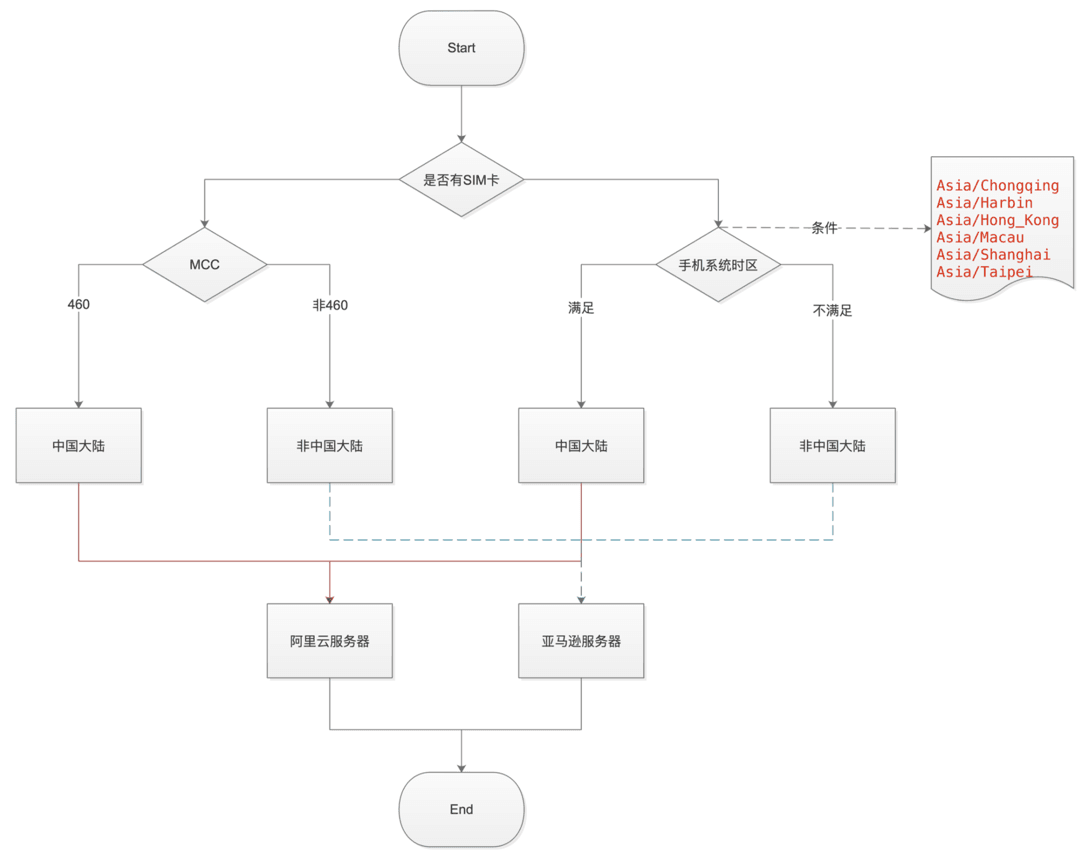 Start
是否有SIM卡
条件
Asia/Chongqing
Asia/Harbin
Asia/Hong_Kong
Asia/Macau
Asia/Shanghai
Asia/Taipei
MCC
手机系统时区
460
非460
满足
不满足
中国大陆
非中国大陆
中国大陆
非中国大陆
阿里云服务器
亚马逊服务器
End